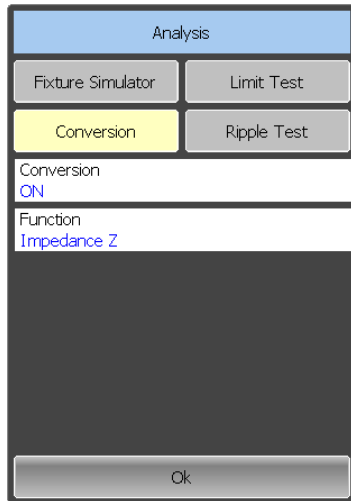 Analysis
Fixture Simulator
Limit Test
Conversion
Ripple Test
Conversion
ON
Function
Impedance Z
Ok